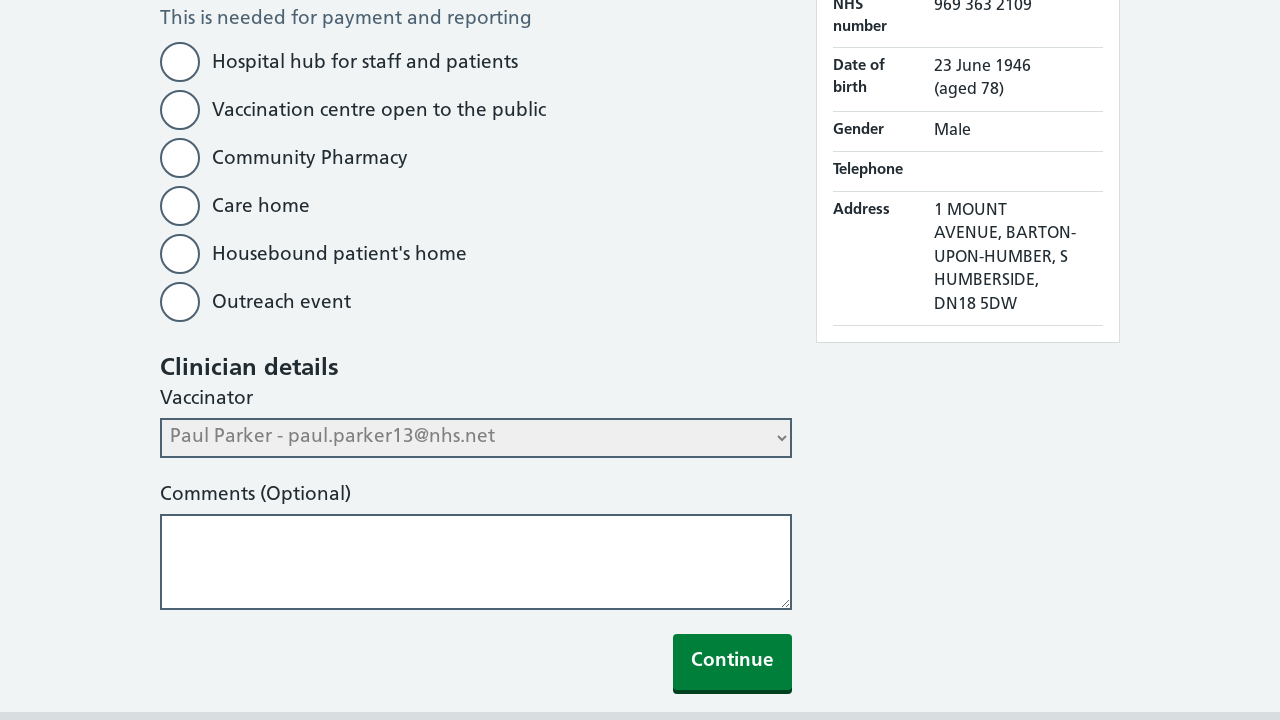 This is needed for payment and reporting
Hospital hub for staff and patients
Vaccination centre open to the public
Community Pharmacy
Care home
Housebound patient's home
Outreach event
Clinician details
Vaccinator
Paul Parker - paul.parker13@nhs.net
Comments (Optional)
Continue
NHS 969 363 2109
number
Date of 23 June 1946
birth (aged 78)
Gender Male
Telephone
Address 1 MOUNT
AVENUE, BARTON-
UPON-HUMBER, S
HUMBERSIDE,
DN18 5DW